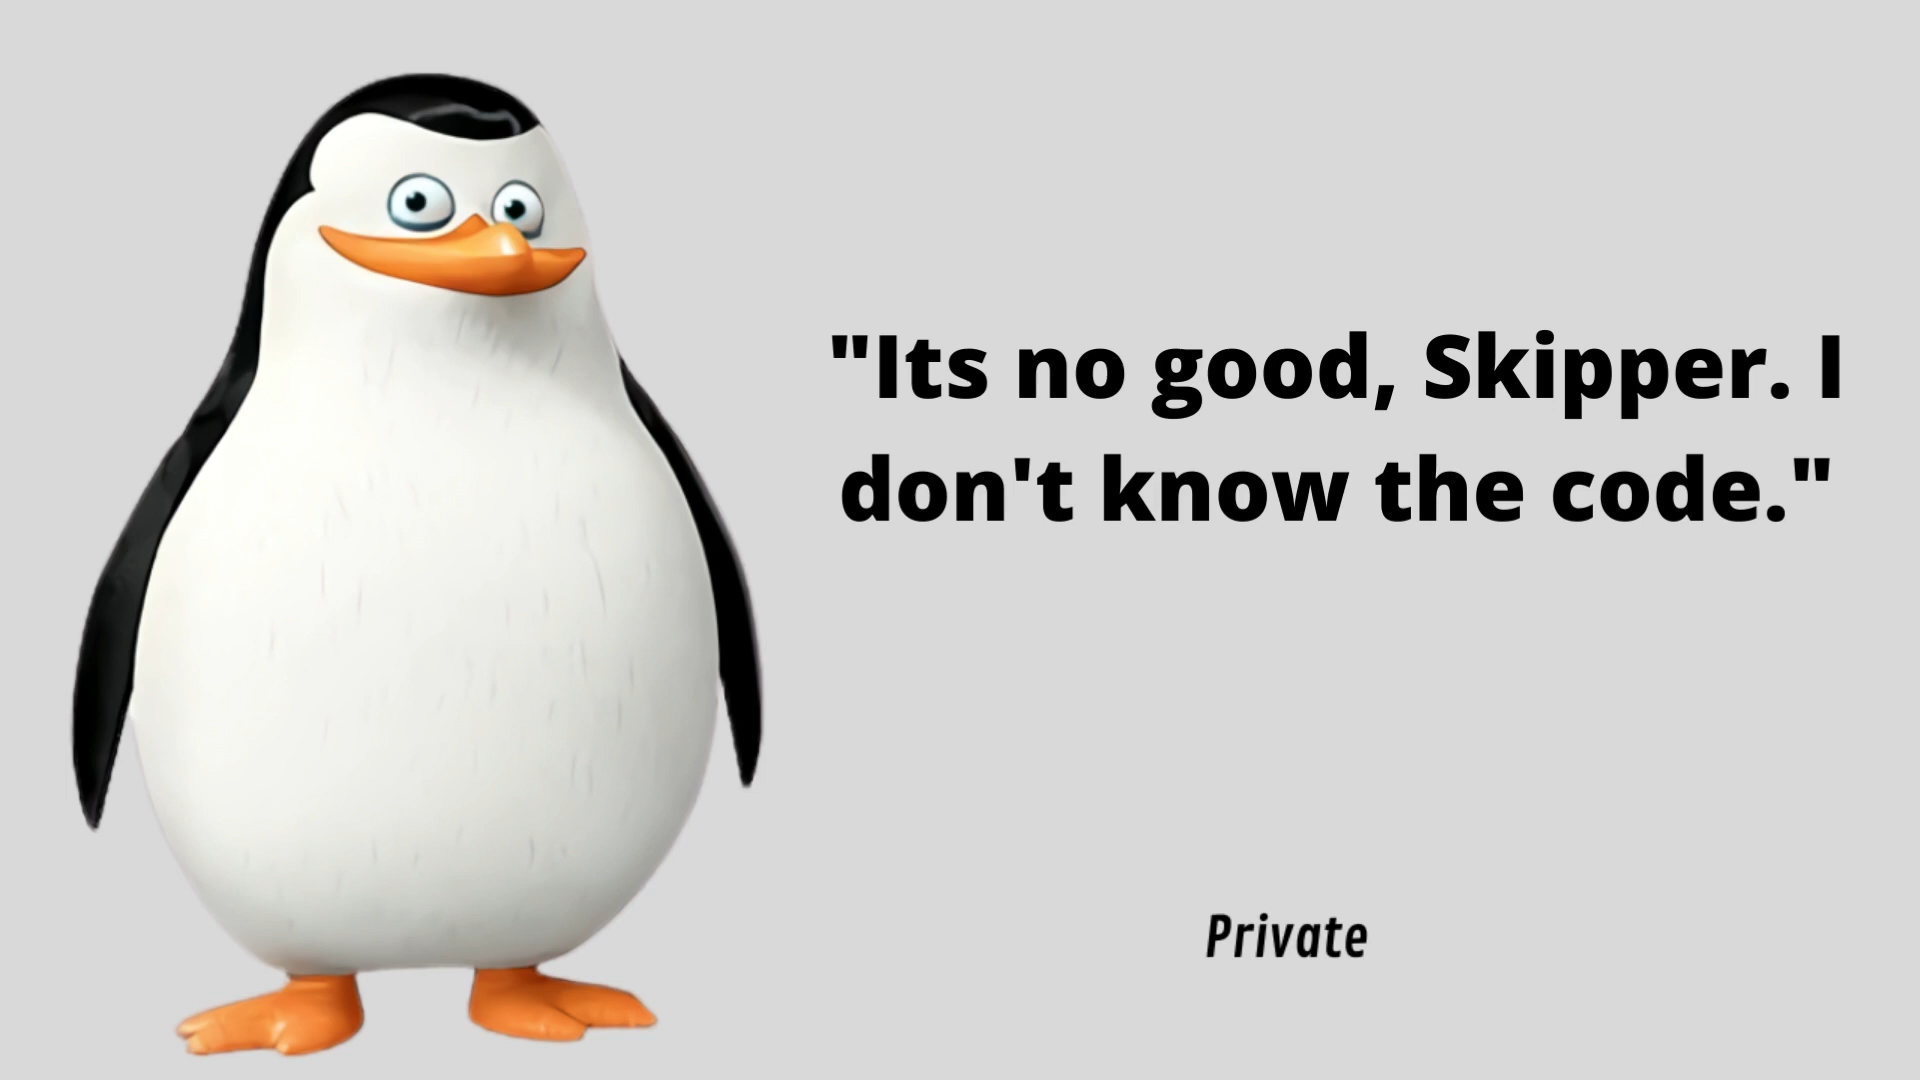 "Its no good, Skipper. I
don't know the code."
Private